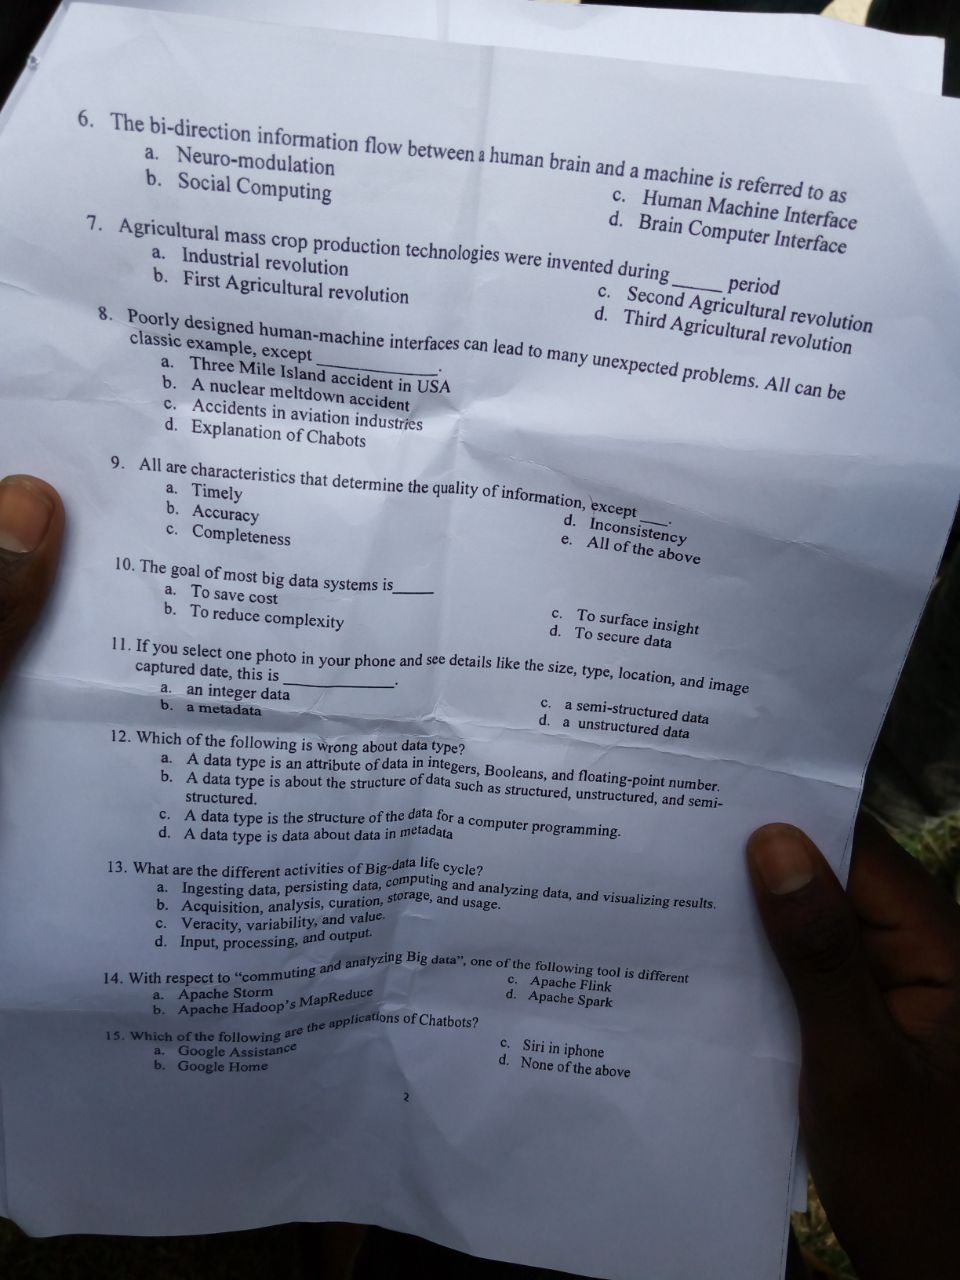 6. The bi-direction information flow between a human brain and a machine is referred to as
a. Neuro-modulation
b. Social Computing
c. Human Machine Interface
d. Brain Computer Interface
7. Agricultural mass crop production technologies were invented during ______ period
a. Industrial revolution
b. First Agricultural revolution
c. Second Agricultural revolution
d. Third Agricultural revolution
8. Poorly designed human-machine interfaces can lead to many unexpected problems. All can be
classic example, except ______________.
a. Three Mile Island accident in USA
b. A nuclear meltdown accident
c. Accidents in aviation industries
d. Explanation of Chabots
9. All are characteristics that determine the quality of information, except ____.
a. Timely
b. Accuracy
c. Completeness
d. Inconsistency
e. All of the above
10. The goal of most big data systems is_____
a. To save cost
b. To reduce complexity
c. To surface insight
d. To secure data
11. If you select one photo in your phone and see details like the size, type, location, and image
captured date, this is ______________.
a. an integer data
b. a metadata
c. a semi-structured data
d. a unstructured data
12. Which of the following is wrong about data type?
a. A data type is an attribute of data in integers, Booleans, and floating-point number.
b. A data type is about the structure of data such as structured, unstructured, and semi-
structured.
c. A data type is the structure of the data for a computer programming.
d. A data type is data about data in metadata
13. What are the different activities of Big-data life cycle?
a. Ingesting data, persisting data, computing and analyzing data, and visualizing results.
b. Acquisition, analysis, curation, storage, and usage.
c. Veracity, variability, and value.
d. Input, processing, and output.
14. With respect to “commuting and analyzing Big data”, one of the following tool is different
a. Apache Storm
b. Apache Hadoop’s MapReduce
c. Apache Flink
d. Apache Spark
15. Which of the following are the applications of Chatbots?
a. Google Assistance
b. Google Home
c. Siri in iphone
d. None of the above
2